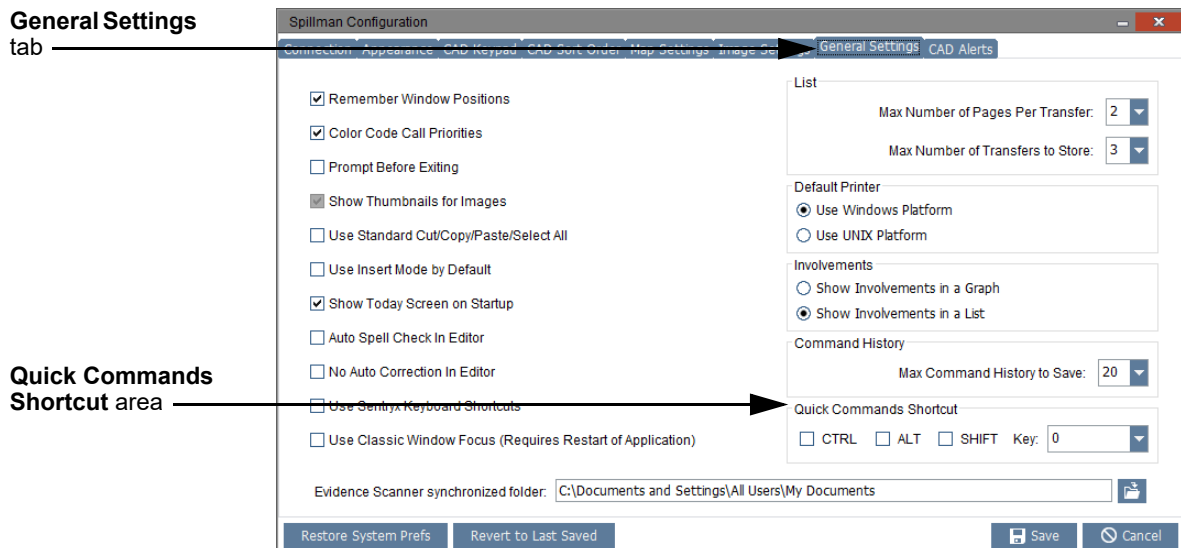 General Settings
tab
Quick Commands
Shortcut area
Spillman Configuration
Connection Appearance CAD Keypad CAD Sort Order Map Settings Image Settings General Settings CAD Alerts
Remember Window Positions
Color Code Call Priorities
Prompt Before Exiting
Show Thumbnails for Images
Use Standard Cut/Copy/Paste/Select All
Use Insert Mode by Default
Show Today Screen on Startup
Auto Spell Check In Editor
No Auto Correction In Editor
Use Sentryx Keyboard Shortcuts
Use Classic Window Focus (Requires Restart of Application)
List
Max Number of Pages Per Transfer: 2
Max Number of Transfers to Store: 3
Default Printer
Use Windows Platform
Use UNIX Platform
Involvements
Show Involvements in a Graph
Show Involvements in a List
Command History
Max Command History to Save: 20
Quick Commands Shortcut
CTRL ALT SHIFT Key: 0
Evidence Scanner synchronized folder: C:\Documents and Settings\All Users\My Documents
Restore System Prefs Revert to Last Saved Save Cancel